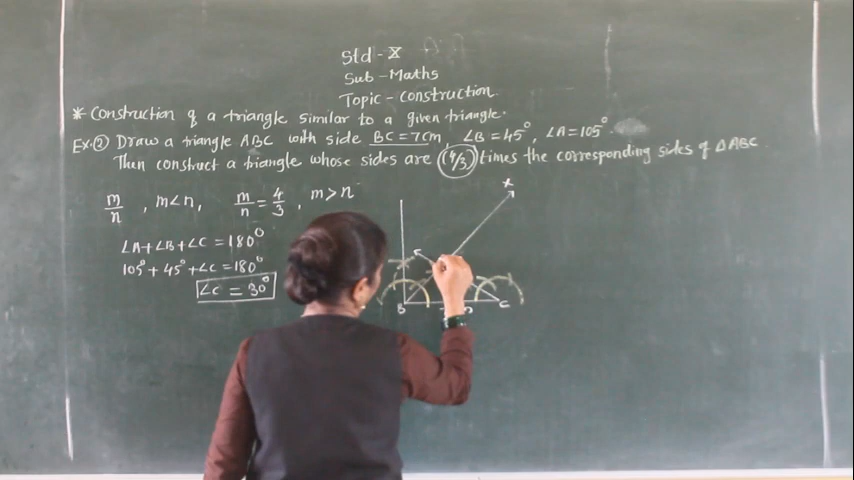 Std - X
Sub - Maths
Topic - Construction.
* Construction of a triangle similar to a given triangle.
Ex.② Draw a triangle ABC with side BC = 7cm, ∠B = 45°, ∠A = 105°.
Then construct a triangle whose sides are (4/3) times the corresponding sides of △ABC.
m/n , m<n, m/n = 4/3 , m>n
∠A+∠B+∠C = 180°
105° + 45° + ∠C = 180°
∠C = 30°
X
B C